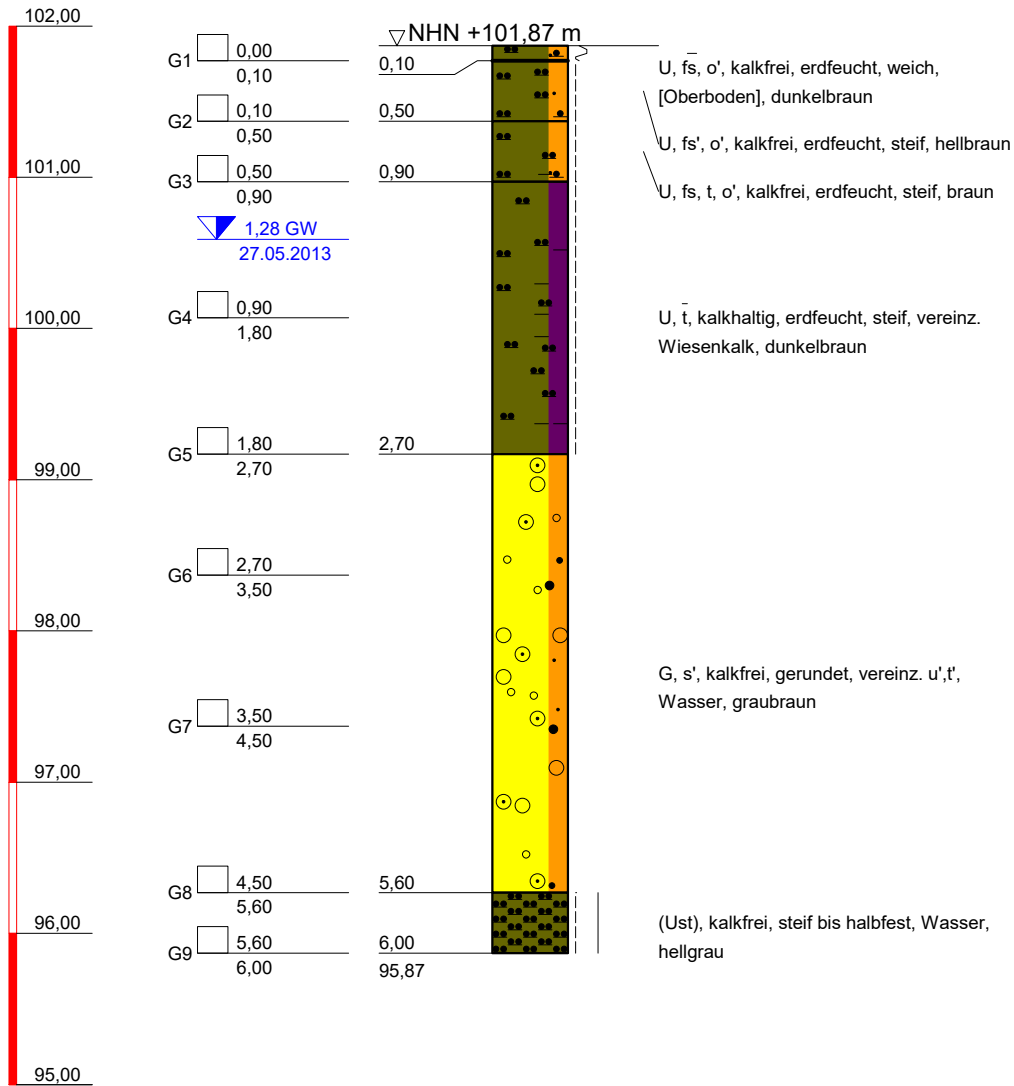 102,00
NHN +101,87 m
G1 0,00
0,10
0,10
U, f̄s, o', kalkfrei, erdfeucht, weich,
[Oberboden], dunkelbraun
G2 0,10
0,50
0,50
U, fs', o', kalkfrei, erdfeucht, steif, hellbraun
101,00
G3 0,50
0,90
0,90
U, fs, t, o', kalkfrei, erdfeucht, steif, braun
1,28 GW
27.05.2013
100,00
G4 0,90
1,80
U, t̄, kalkhaltig, erdfeucht, steif, vereinz.
Wiesenkalk, dunkelbraun
G5 1,80
2,70
2,70
99,00
G6 2,70
3,50
98,00
G, s', kalkfrei, gerundet, vereinz. u',t',
Wasser, graubraun
G7 3,50
4,50
97,00
G8 4,50
5,60
5,60
96,00
(Ust), kalkfrei, steif bis halbfest, Wasser,
hellgrau
G9 5,60
6,00
6,00
95,87
95,00